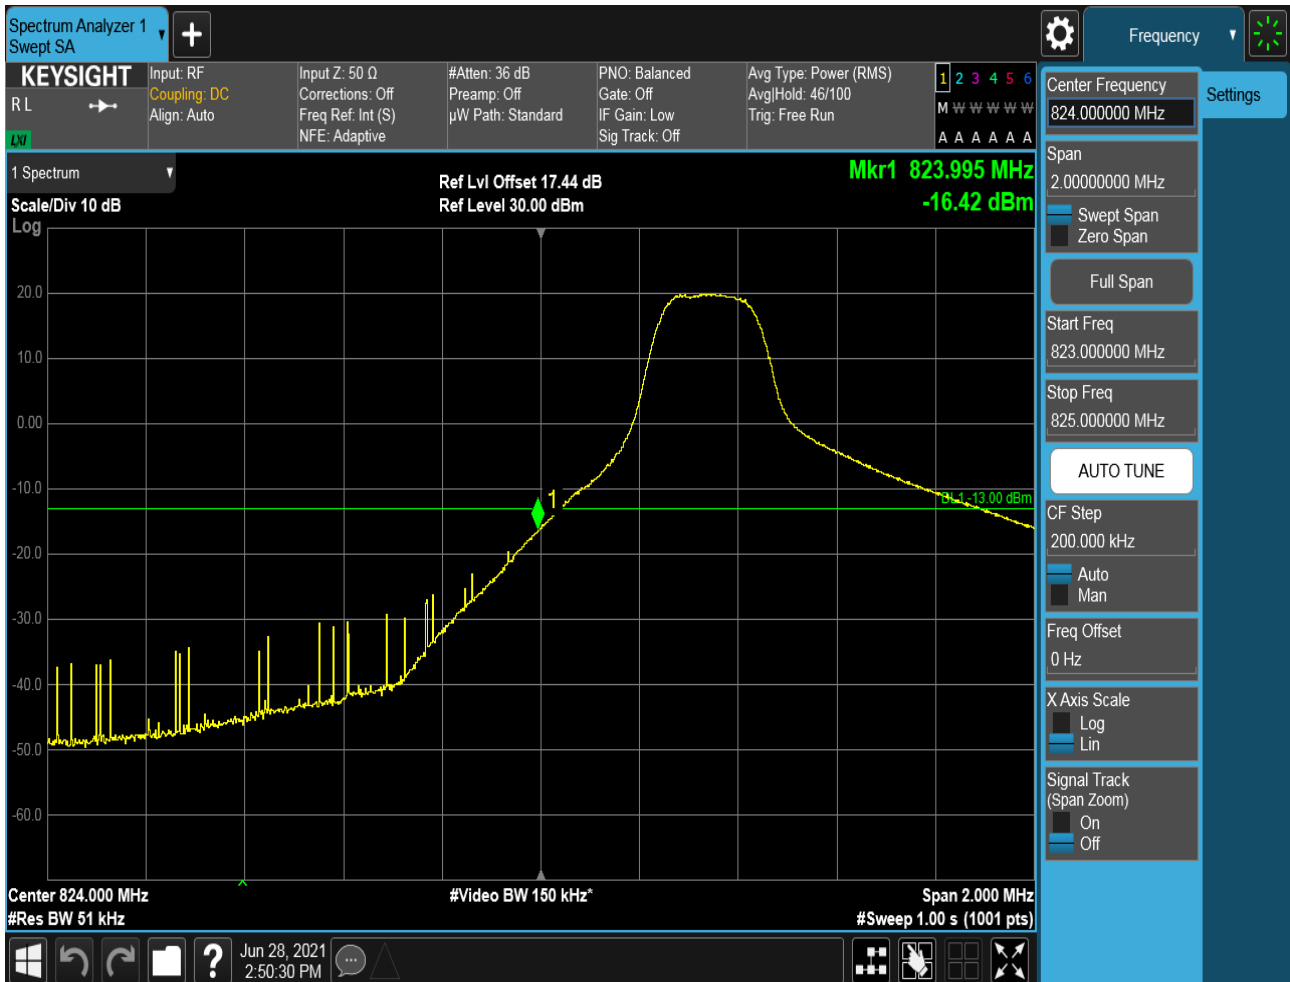 Spectrum Analyzer 1
Swept SA
Frequency
KEYSIGHT
R L
LXI
Input: RF
Coupling: DC
Align: Auto
Input Z: 50 Ω
Corrections: Off
Freq Ref: Int (S)
NFE: Adaptive
#Atten: 36 dB
Preamp: Off
µW Path: Standard
PNO: Balanced
Gate: Off
IF Gain: Low
Sig Track: Off
Avg Type: Power (RMS)
Avg|Hold: 46/100
Trig: Free Run
1 2 3 4 5 6
M W W W W W
A A A A A A
1 Spectrum
Scale/Div 10 dB
Log
Ref Lvl Offset 17.44 dB
Ref Level 30.00 dBm
Mkr1 823.995 MHz
-16.42 dBm
20.0
10.0
0.00
-10.0
-20.0
-30.0
-40.0
-50.0
-60.0
1
DL1 -13.00 dBm
Center 824.000 MHz
#Res BW 51 kHz
#Video BW 150 kHz*
Span 2.000 MHz
#Sweep 1.00 s (1001 pts)
Center Frequency
824.000000 MHz
Span
2.00000000 MHz
Swept Span
Zero Span
Full Span
Start Freq
823.000000 MHz
Stop Freq
825.000000 MHz
AUTO TUNE
CF Step
200.000 kHz
Auto
Man
Freq Offset
0 Hz
X Axis Scale
Log
Lin
Signal Track
(Span Zoom)
On
Off
Settings
?
Jun 28, 2021
2:50:30 PM